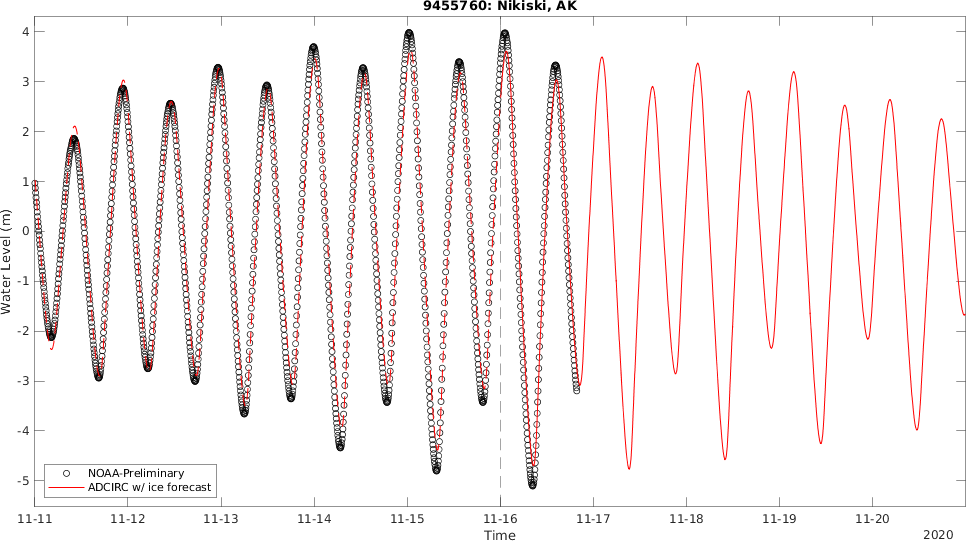 9455760: Nikiski, AK
4
3
2
1
0
-1
-2
-3
-4
-5
Water Level (m)
NOAA-Preliminary
ADCIRC w/ ice forecast
11-11 11-12 11-13 11-14 11-15 11-16 11-17 11-18 11-19 11-20
Time
2020